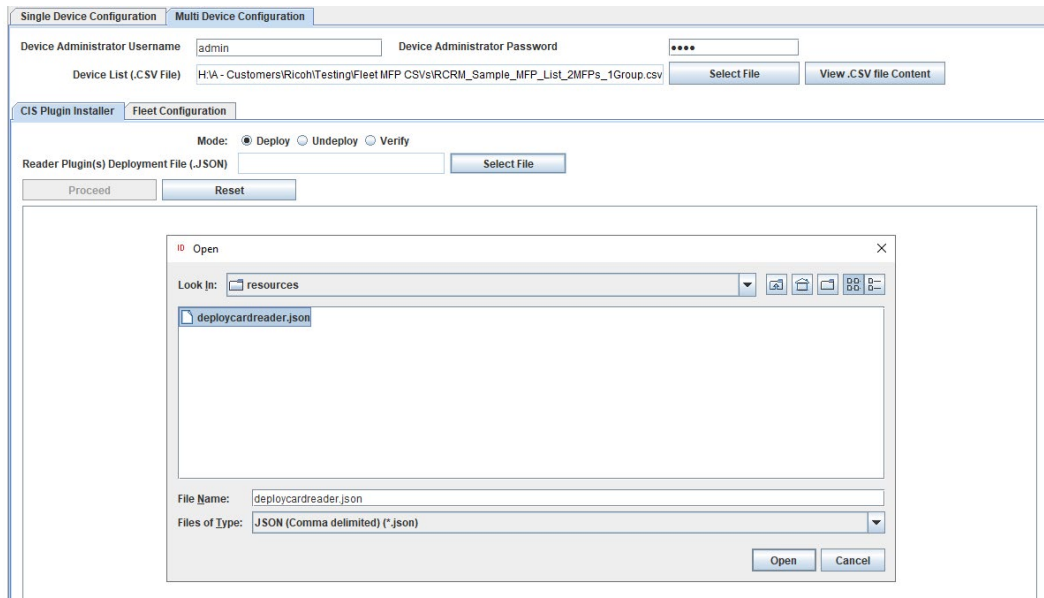 Single Device Configuration Multi Device Configuration
Device Administrator Username admin Device Administrator Password ••••
Device List (.CSV File) H:\A - Customers\Ricoh\Testing\Fleet MFP CSVs\RCRM_Sample_MFP_List_2MFPs_1Group.csv Select File View .CSV file Content
CIS Plugin Installer Fleet Configuration
Mode: Deploy Undeploy Verify
Reader Plugin(s) Deployment File (.JSON) Select File
Proceed Reset
ID Open
Look In: resources
deploycardreader.json
File Name: deploycardreader.json
Files of Type: JSON (Comma delimited) (*.json)
Open Cancel